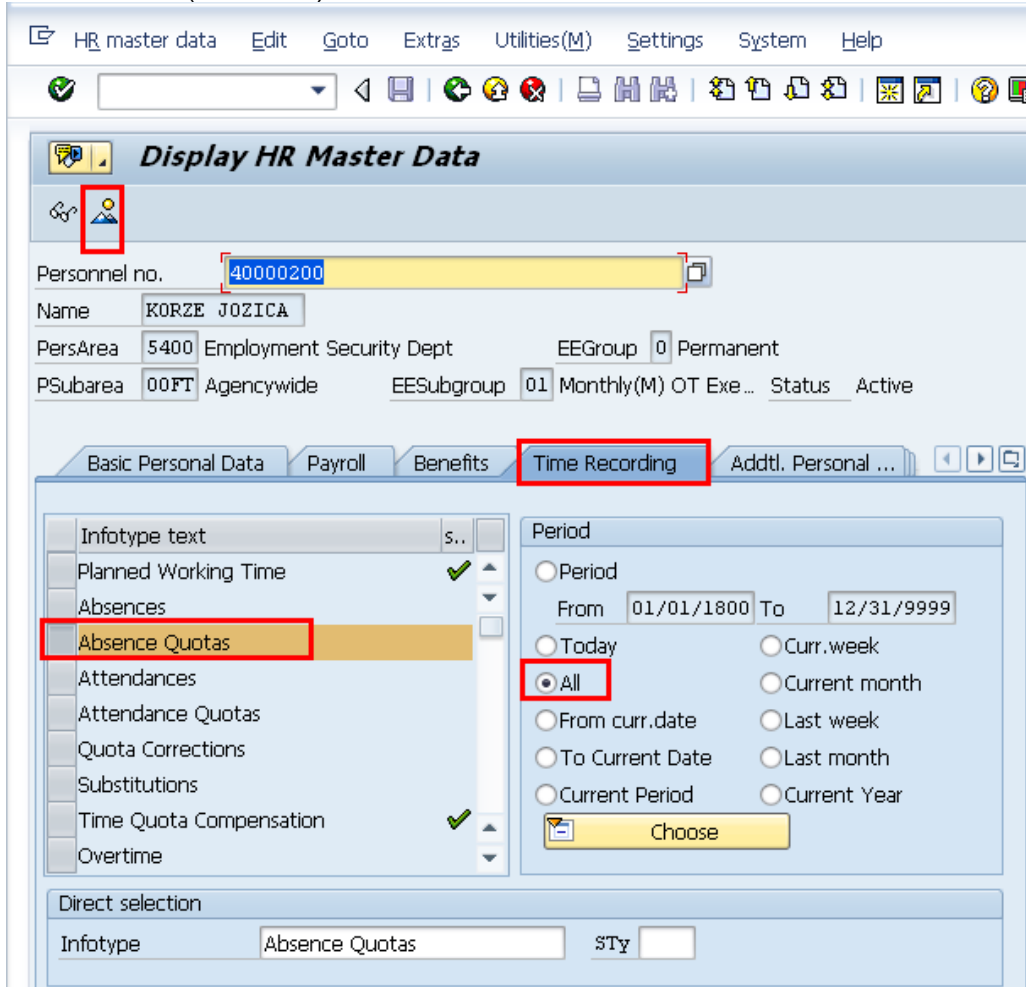 HR master data Edit Goto Extras Utilities(M) Settings System Help
Display HR Master Data
Personnel no. 40000200
Name KORZE JOZICA
PersArea 5400 Employment Security Dept EEGroup 0 Permanent
PSubarea 00FT Agencywide EESubgroup 01 Monthly(M) OT Exe… Status Active
Basic Personal Data Payroll Benefits Time Recording Addtl. Personal ...
Infotype text s..
Planned Working Time
Absences
Absence Quotas
Attendances
Attendance Quotas
Quota Corrections
Substitutions
Time Quota Compensation
Overtime
Period
Period
From 01/01/1800 To 12/31/9999
Today Curr.week
All Current month
From curr.date Last week
To Current Date Last month
Current Period Current Year
Choose
Direct selection
Infotype Absence Quotas STy